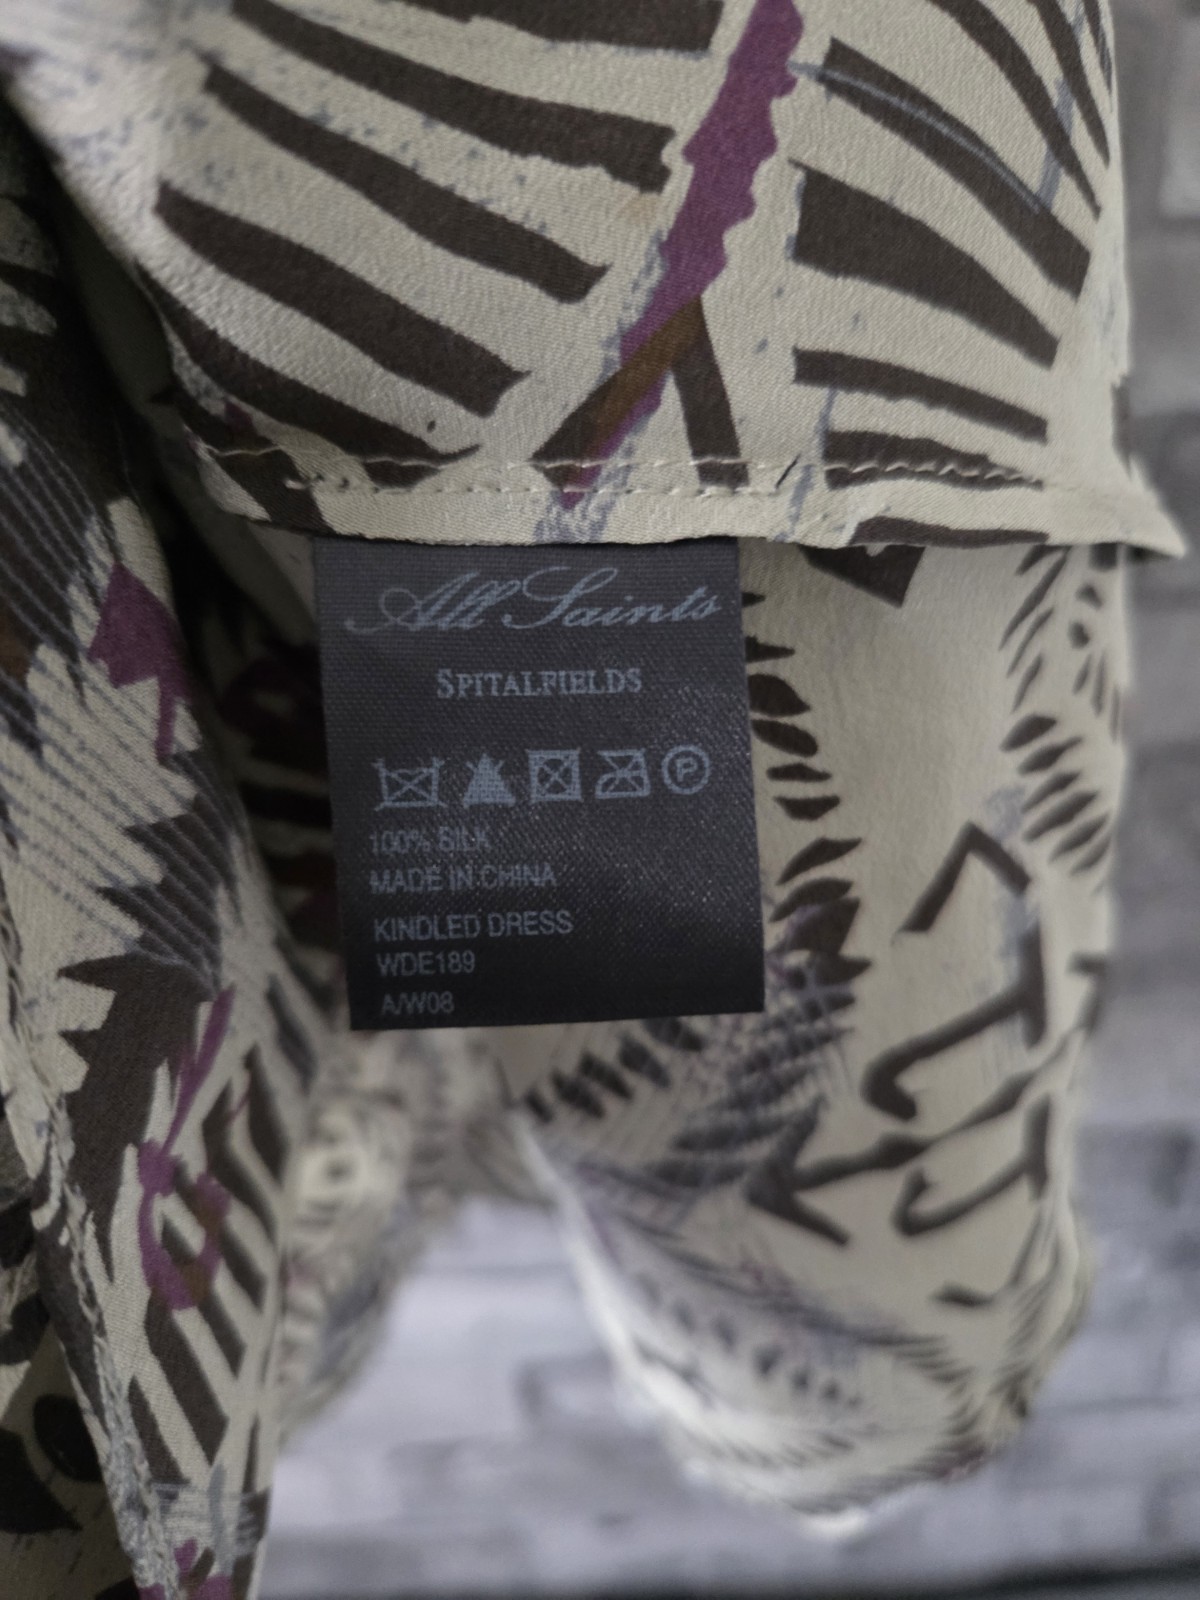 All Saints
SPITALFIELDS
P
100% SILK
MADE IN CHINA
KINDLED DRESS
WDE189
A/W08